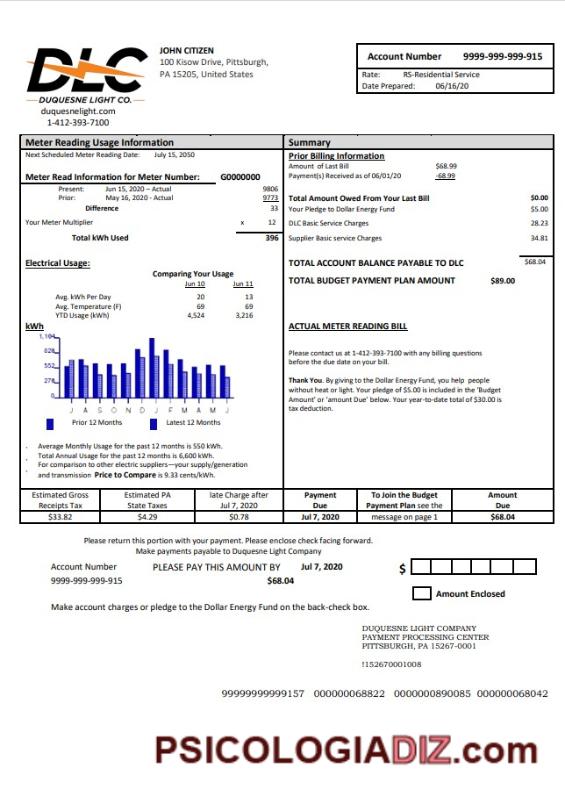 DLC
DUQUESNE LIGHT CO.
duquesnelight.com
1-412-393-7100
JOHN CITIZEN
100 Kisow Drive, Pittsburgh,
PA 15205, United States
Account Number 9999-999-999-915
Rate: RS-Residential Service
Date Prepared: 06/16/20
Meter Reading Usage Information
Next Scheduled Meter Reading Date: July 15, 2050
Meter Read Information for Meter Number: G0000000
Present: Jun 15, 2020 – Actual 9806
Prior: May 16, 2020 - Actual 9773
Difference 33
Your Meter Multiplier x 12
Total kWh Used 396
Electrical Usage:
Comparing Your Usage
Jun 10 Jun 11
Avg. kWh Per Day 20 13
Avg. Temperature (F) 69 69
YTD Usage (kWh) 4,524 3,216
kWh
1,104
828
552
276
0
J A S O N D J F M A M J
Prior 12 Months Latest 12 Months
. Average Monthly Usage for the past 12 months is 550 kWh.
. Total Annual Usage for the past 12 months is 6,600 kWh.
. For comparison to other electric suppliers—your supply/generation
and transmission Price to Compare is 9.33 cents/kWh.
Summary
Prior Billing Information
Amount of Last Bill $68.99
Payment(s) Received as of 06/01/20 -68.99
Total Amount Owed From Your Last Bill $0.00
Your Pledge to Dollar Energy Fund $5.00
DLC Basic Service Charges 28.23
Supplier Basic service Charges 34.81
TOTAL ACCOUNT BALANCE PAYABLE TO DLC $68.04
TOTAL BUDGET PAYMENT PLAN AMOUNT $89.00
ACTUAL METER READING BILL
Please contact us at 1-412-393-7100 with any billing questions
before the due date on your bill.
Thank You. By giving to the Dollar Energy Fund, you help people
without heat or light. Your pledge of $5.00 is included in the 'Budget
Amount' or 'amount Due' below. Your year-to-date total of $30.00 is
tax deduction.
Estimated Gross Receipts Tax $33.82
Estimated PA State Taxes $4.29
late Charge after Jul 7, 2020 $0.78
Payment Due Jul 7, 2020
To Join the Budget Payment Plan see the message on page 1
Amount Due $68.04
Please return this portion with your payment. Please enclose check facing forward.
Make payments payable to Duquesne Light Company
Account Number PLEASE PAY THIS AMOUNT BY Jul 7, 2020 $
9999-999-999-915 $68.04
Amount Enclosed
Make account charges or pledge to the Dollar Energy Fund on the back-check box.
DUQUESNE LIGHT COMPANY
PAYMENT PROCESSING CENTER
PITTSBURGH, PA 15267-0001
!152670001008
99999999999157 000000068822 0000000890085 000000068042
PSICOLOGIADIZ.com